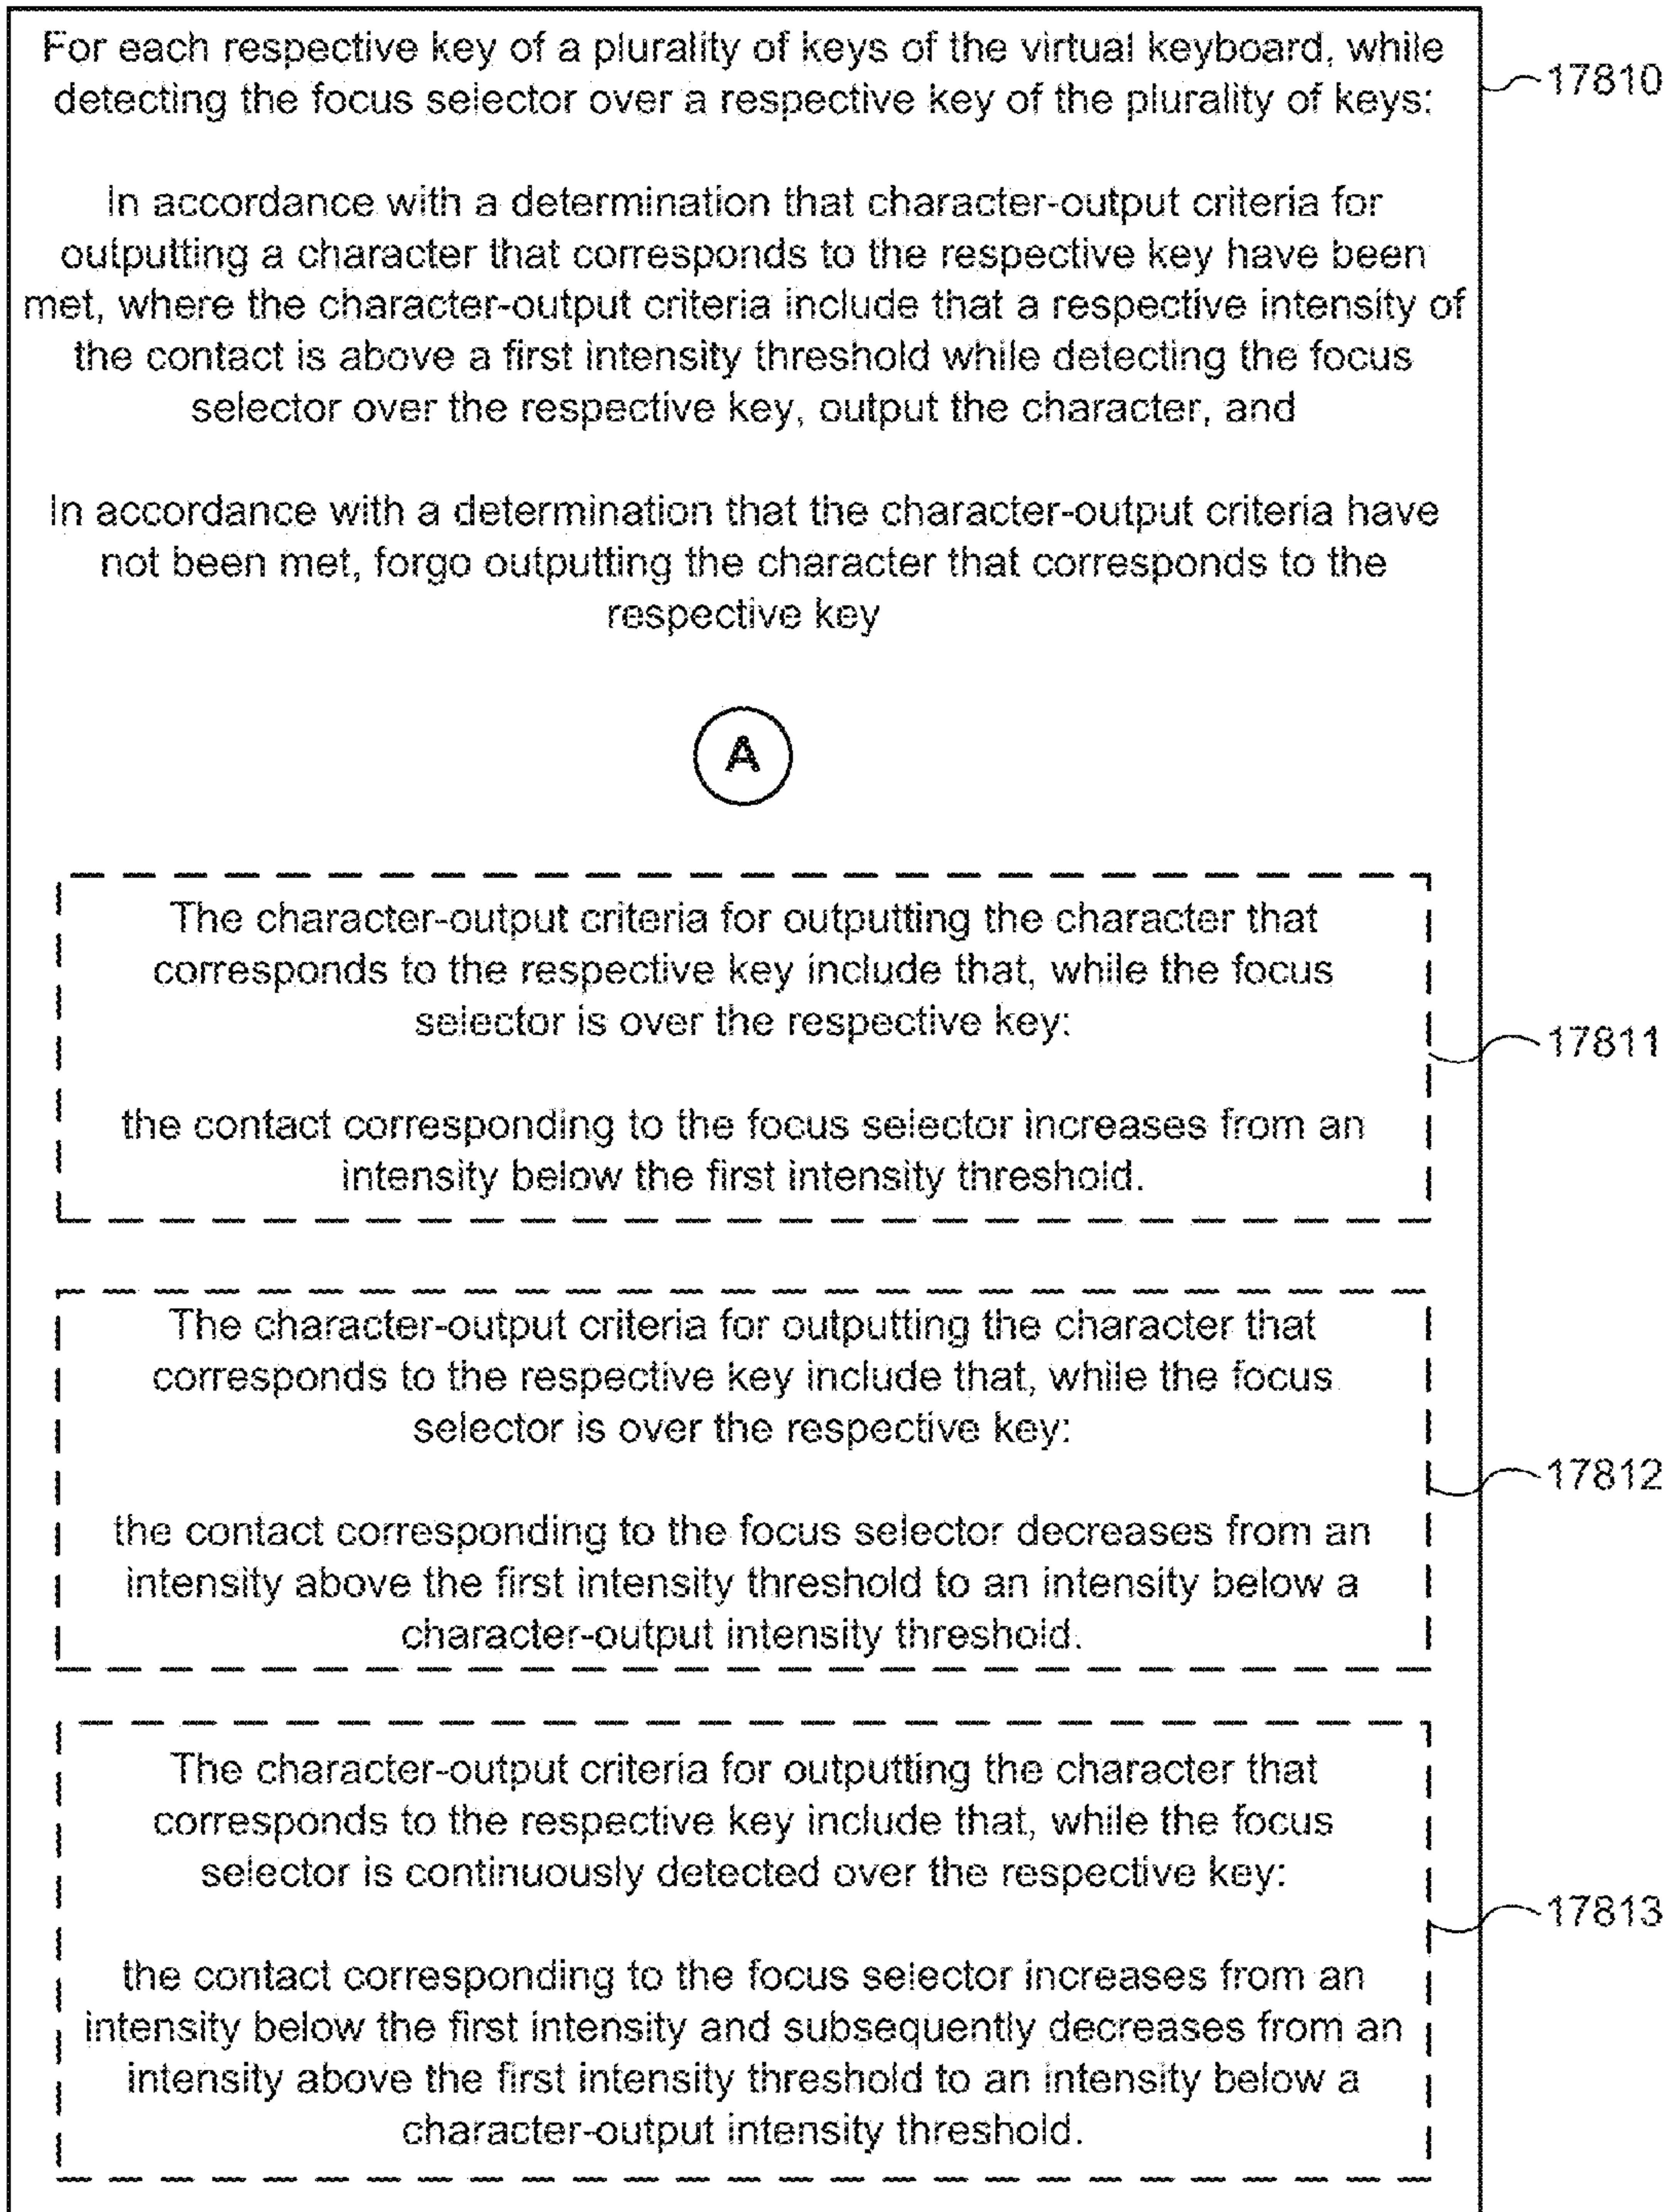 For each respective key of a plurality of keys of the virtual keyboard, while
detecting the focus selector over a respective key of the plurality of keys:
17810
In accordance with a determination that character-output criteria for
outputting a character that corresponds to the respective key have been
met, where the character-output criteria include that a respective intensity of
the contact is above a first intensity threshold while detecting the focus
selector over the respective key, output the character, and
In accordance with a determination that the character-output criteria have
not been met, forgo outputting the character that corresponds to the
respective key
A
The character-output criteria for outputting the character that
corresponds to the respective key include that, while the focus
selector is over the respective key:
17811
the contact corresponding to the focus selector increases from an
intensity below the first intensity threshold.
The character-output criteria for outputting the character that
corresponds to the respective key include that, while the focus
selector is over the respective key:
17812
the contact corresponding to the focus selector decreases from an
intensity above the first intensity threshold to an intensity below a
character-output intensity threshold.
The character-output criteria for outputting the character that
corresponds to the respective key include that, while the focus
selector is continuously detected over the respective key:
17813
the contact corresponding to the focus selector increases from an
intensity below the first intensity and subsequently decreases from an
intensity above the first intensity threshold to an intensity below a
character-output intensity threshold.